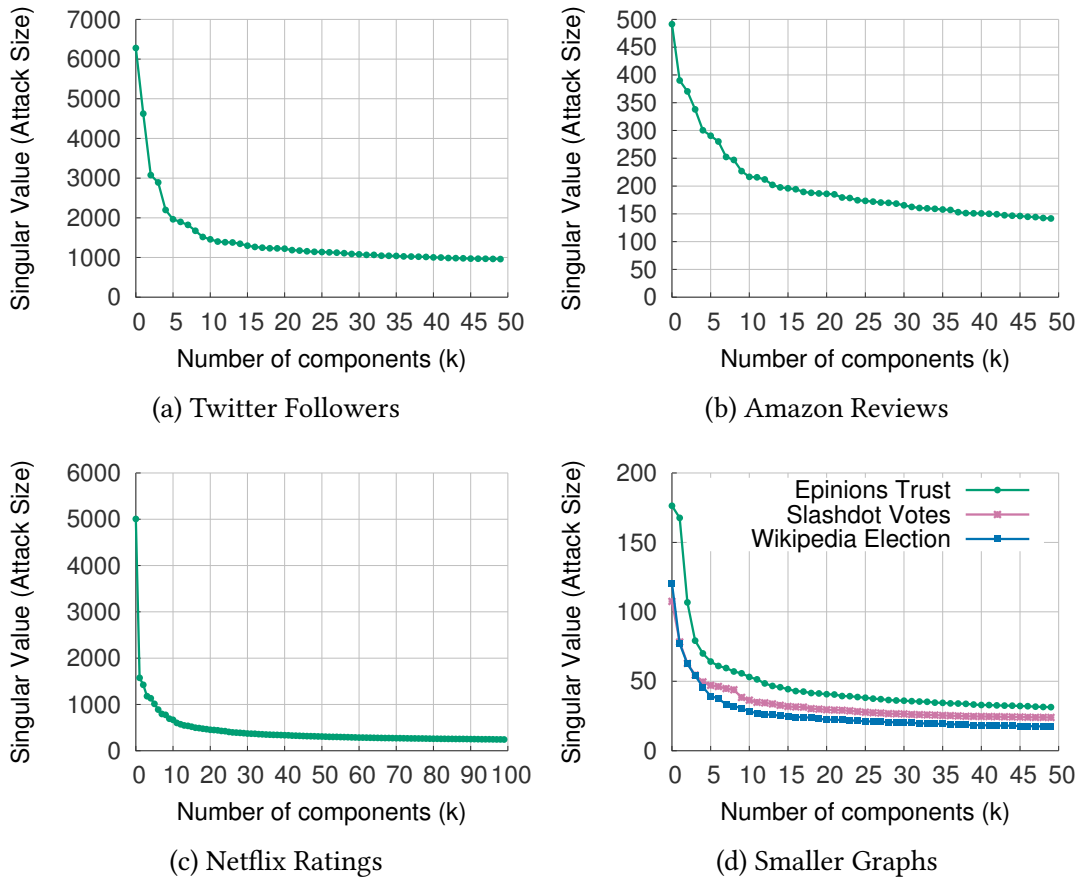 7000
6000
5000
4000
3000
2000
1000
0
0 5 10 15 20 25 30 35 40 45 50
Singular Value (Attack Size)
Number of components (k)
(a) Twitter Followers
500
450
400
350
300
250
200
150
100
50
0
0 5 10 15 20 25 30 35 40 45 50
Singular Value (Attack Size)
Number of components (k)
(b) Amazon Reviews
6000
5000
4000
3000
2000
1000
0
0 10 20 30 40 50 60 70 80 90 100
Singular Value (Attack Size)
Number of components (k)
(c) Netflix Ratings
200
150
100
50
0
0 5 10 15 20 25 30 35 40 45 50
Singular Value (Attack Size)
Epinions Trust
Slashdot Votes
Wikipedia Election
Number of components (k)
(d) Smaller Graphs